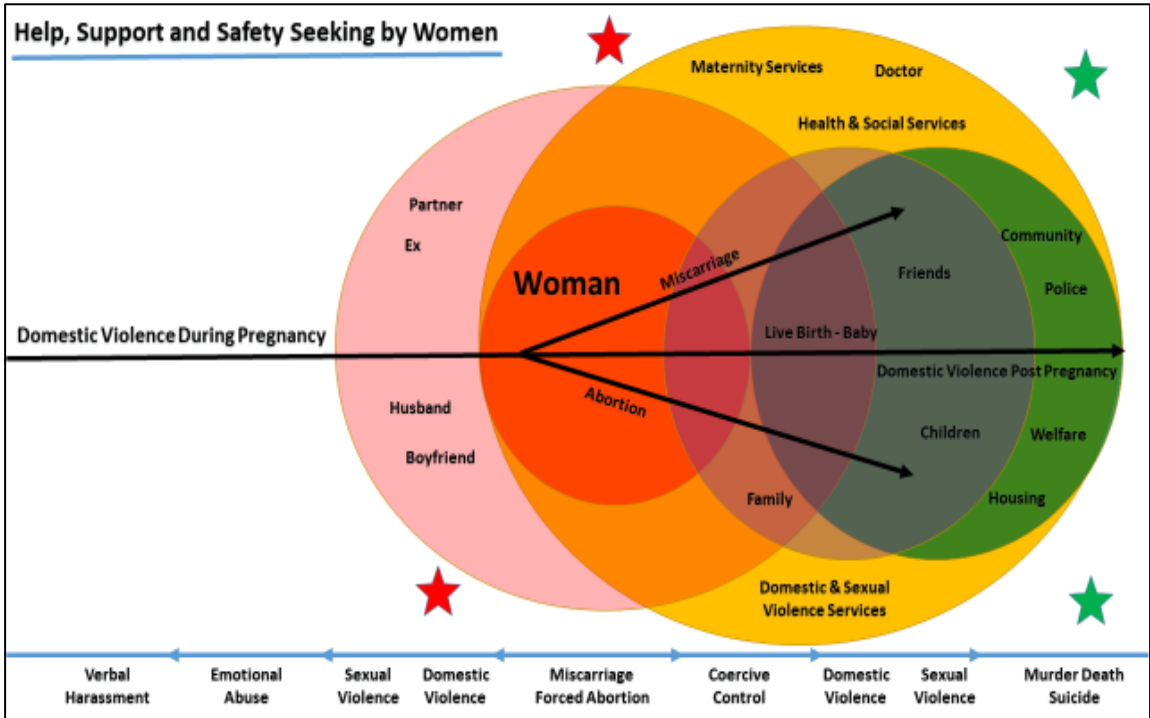 Help, Support and Safety Seeking by Women
Maternity Services
Doctor
Health & Social Services
Partner
Ex
Woman
Miscarriage
Friends
Community
Police
Domestic Violence During Pregnancy
Live Birth - Baby
Domestic Violence Post Pregnancy
Husband
Boyfriend
Abortion
Children
Welfare
Family
Housing
Domestic & Sexual
Violence Services
Verbal
Harassment
Emotional
Abuse
Sexual
Violence
Domestic
Violence
Miscarriage
Forced Abortion
Coercive
Control
Domestic
Violence
Sexual
Violence
Murder Death
Suicide